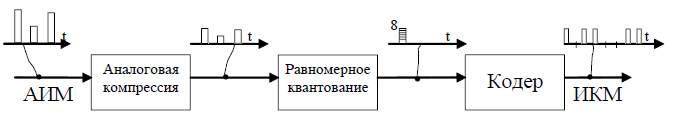 t
t
8
t
t
Аналоговая
компрессия
Равномерное
квантование
Кодер
АИМ
ИКМ